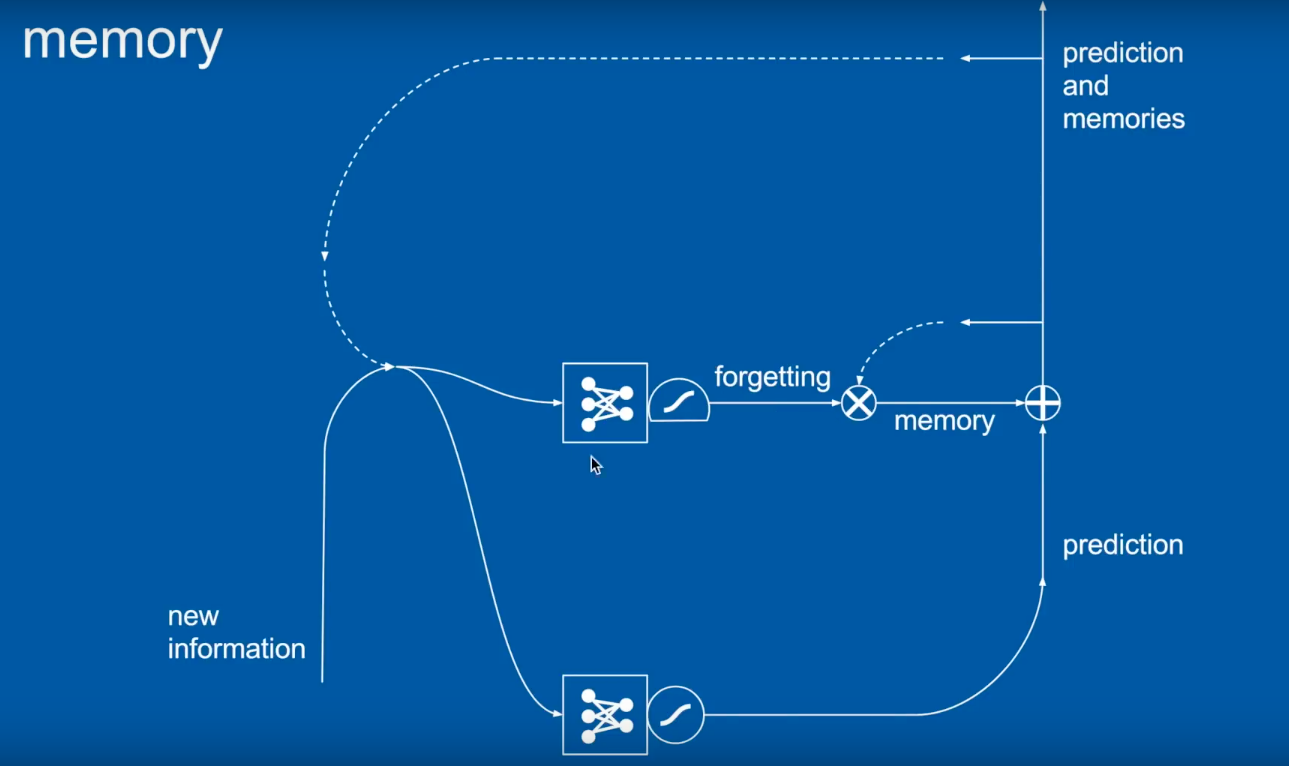 memory
prediction
and
memories
forgetting
memory
prediction
new
information